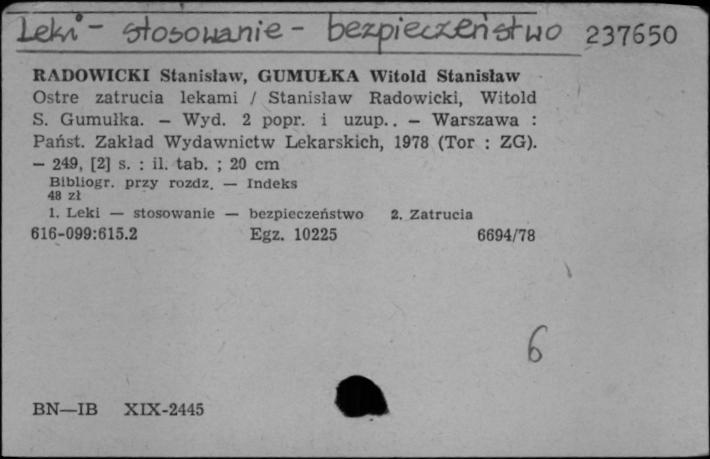 Leki - stosowanie - bezpieczeństwo 237650
RADOWICKI Stanisław, GUMUŁKA Witold Stanisław
Ostre zatrucia lekami / Stanisław Radowicki, Witold
S. Gumułka. — Wyd. 2 popr. i uzup.. — Warszawa :
Państ. Zakład Wydawnictw Lekarskich, 1978 (Tor : ZG).
— 249, [2] s. : il. tab. ; 20 cm
Bibliogr. przy rozdz. — Indeks
48 zł
1. Leki — stosowanie — bezpieczeństwo 2. Zatrucia
616-099:615.2 Egz. 10225 6694/78
6
BN—IB XIX-2445